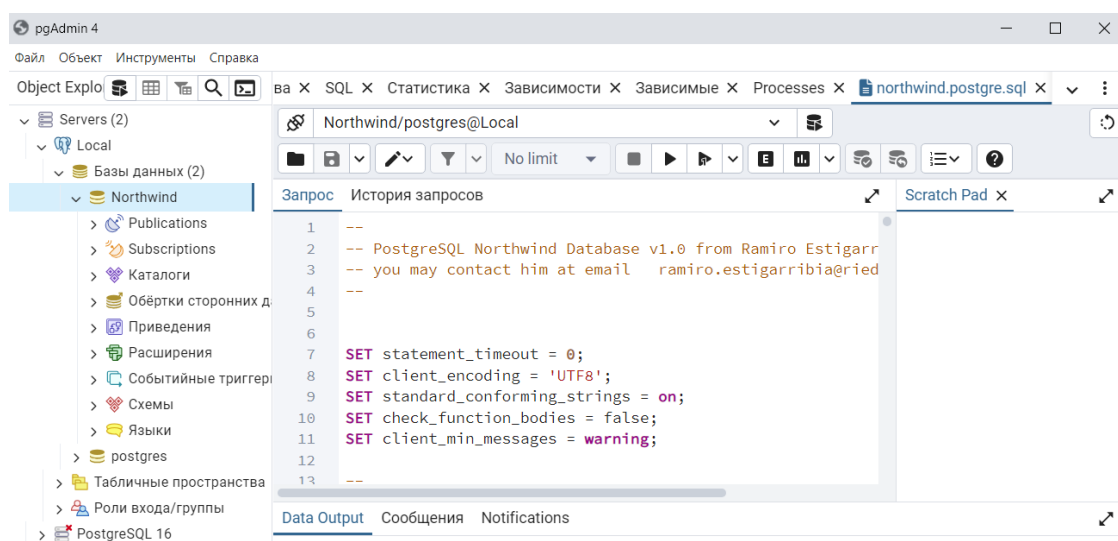 pgAdmin 4
Файл Объект Инструменты Справка
Object Explo
ва SQL Статистика Зависимости Зависимые Processes northwind.postgre.sql
Servers (2)
Local
Базы данных (2)
Northwind
Publications
Subscriptions
Каталоги
Обёртки сторонних д
Приведения
Расширения
Событийные триггер
Схемы
Языки
postgres
Табличные пространства
Роли входа/группы
PostgreSQL 16
Northwind/postgres@Local
No limit
E
Запрос История запросов
Scratch Pad
1 --
2 -- PostgreSQL Northwind Database v1.0 from Ramiro Estigarr
3 -- you may contact him at email ramiro.estigarribia@ried
4 --
5
6
7 SET statement_timeout = 0;
8 SET client_encoding = 'UTF8';
9 SET standard_conforming_strings = on;
10 SET check_function_bodies = false;
11 SET client_min_messages = warning;
12
13 --
Data Output Сообщения Notifications